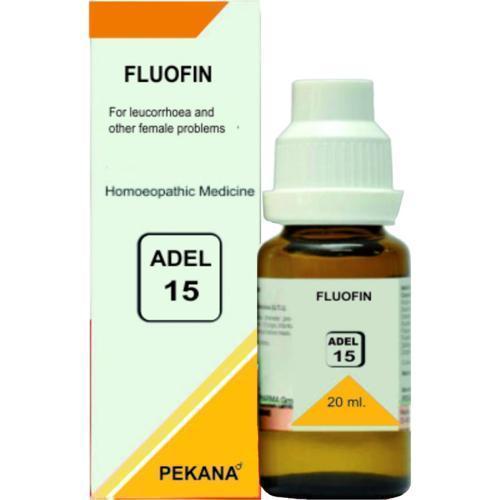 FLUOFIN
For leucorrhoea and
other female problems
Homoeopathic Medicine
ADEL
15
PEKANA
FLUOFIN
ADEL
15
20 ml.